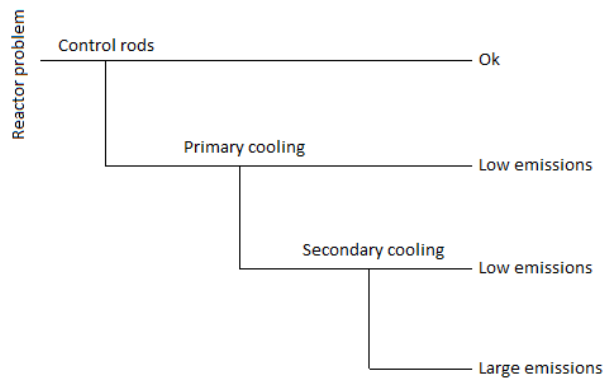 Reactor problem
Control rods
Ok
Primary cooling
Low emissions
Secondary cooling
Low emissions
Large emissions